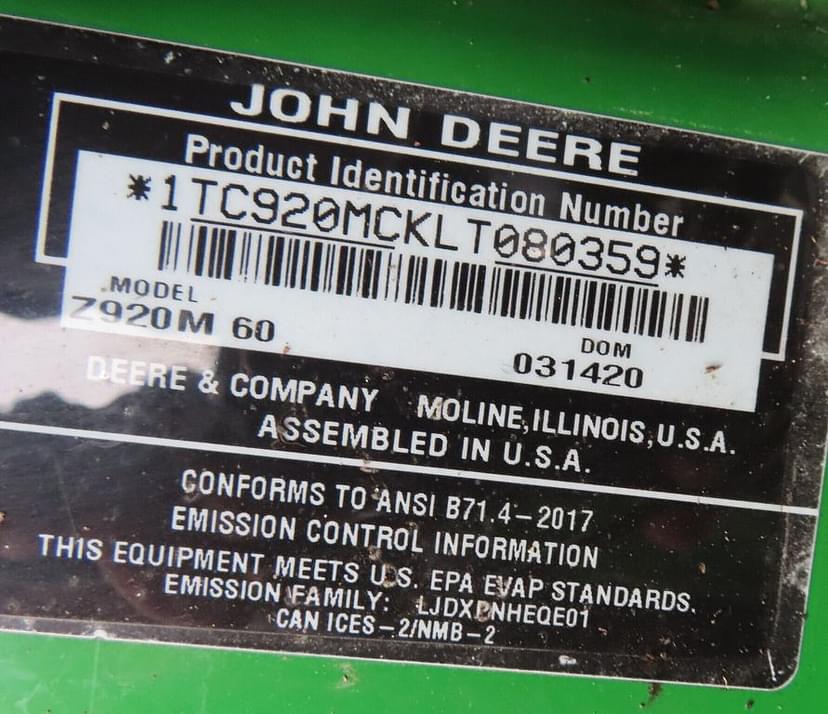 JOHN DEERE
Product Identification Number
*1TC920MCKLT080359*
MODEL
Z920M 60
DOM
031420
DEERE & COMPANY MOLINE, ILLINOIS, U.S.A.
ASSEMBLED IN U.S.A.
CONFORMS TO ANSI B71.4-2017
EMISSION CONTROL INFORMATION
THIS EQUIPMENT MEETS U.S. EPA EVAP STANDARDS.
EMISSION FAMILY: LJDXPNHEQE01
CAN ICES-2/NMB-2